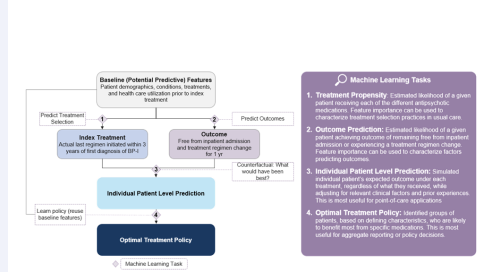 Baseline (Potential Predictive) Features
Patient demographics, conditions, treatments,
and health care utilization prior to index
treatment
Predict Treatment
Selection
1
2
Predict Outcomes
Index Treatment
Actual last regimen initiated within 3
years of first diagnosis of BP-I
Outcome
Free from inpatient admission
and treatment regimen change
for 1 yr
3
Counterfactual: What
would have been
best?
Individual Patient Level Prediction
Learn policy (reuse
baseline features)
4
Optimal Treatment Policy
Machine Learning Task
Machine Learning Tasks
1. Treatment Propensity: Estimated likelihood of a given
patient receiving each of the different antipsychotic
medications. Feature importance can be used to
characterize treatment selection practices in usual care.
2. Outcome Prediction: Estimated likelihood of a given
patient achieving outcome of remaining free from inpatient
admission or experiencing a treatment regimen change.
Feature importance can be used to characterize factors
predicting outcomes.
3. Individual Patient Level Prediction: Simulated
individual patient's expected outcome under each
treatment, regardless of what they received, while
adjusting for relevant clinical factors and prior experiences.
This is most useful for point-of-care applications
4. Optimal Treatment Policy: Identified groups of
patients, based on defining characteristics, who are likely
to benefit most from specific medications. This is most
useful for aggregate reporting or policy decisions.